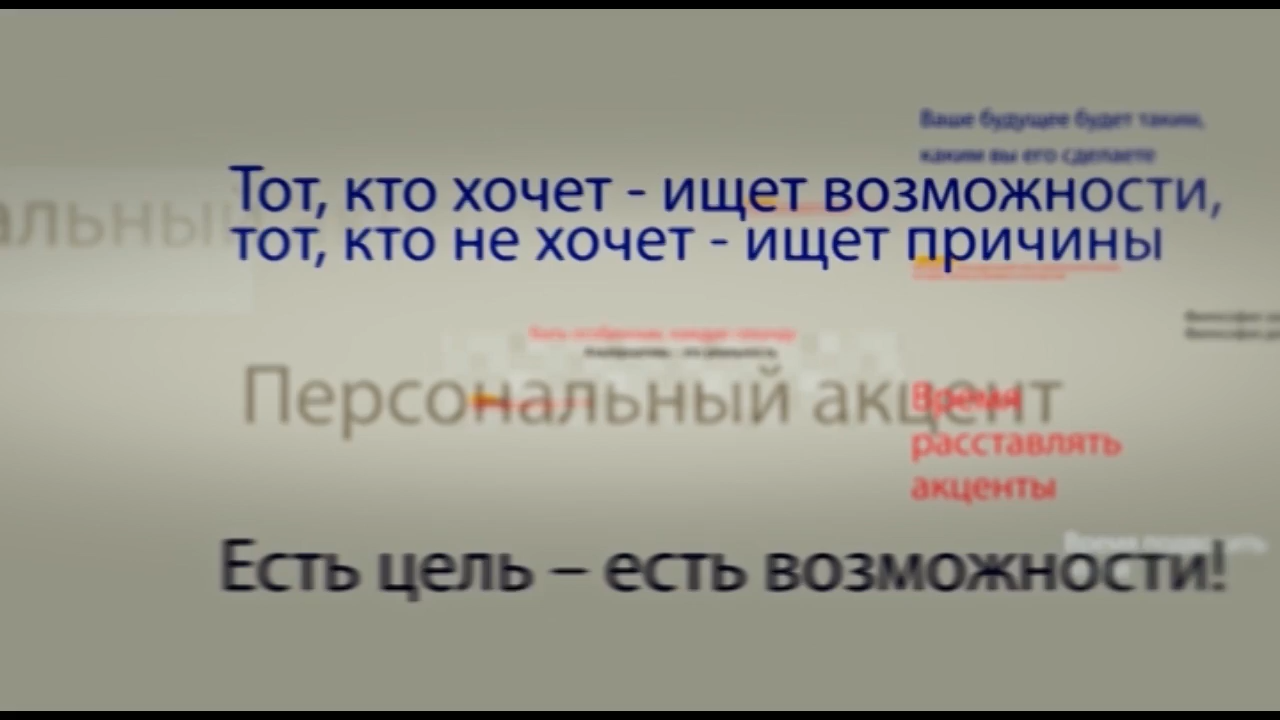 Ваше будущее будет таким,
каким вы его сделаете
Тот, кто хочет - ищет возможности,
тот, кто не хочет - ищет причины
альный
Персональный акцент
Время
расставлять
акценты
Есть цель – есть возможности!